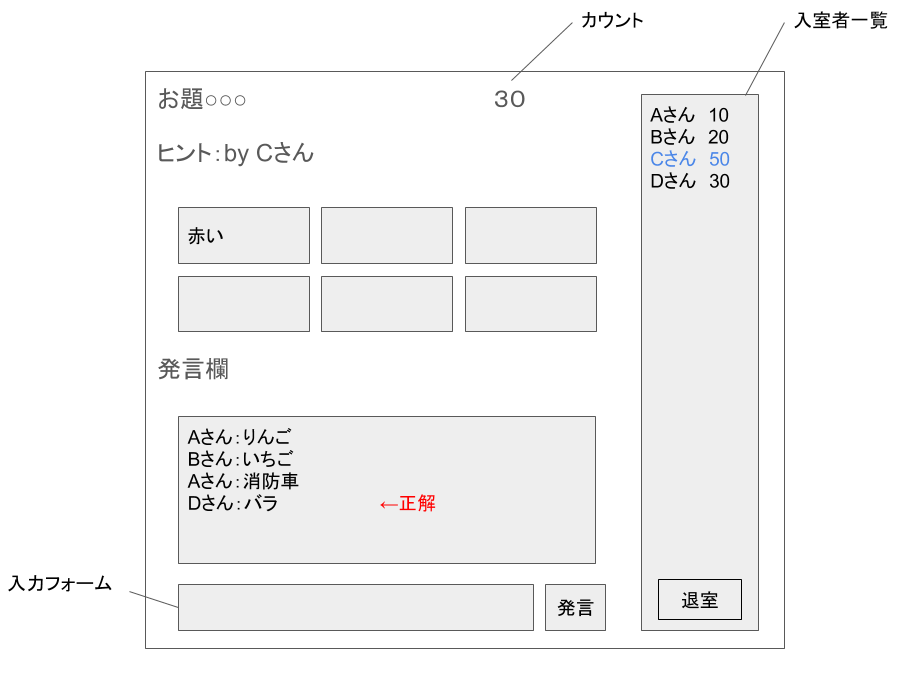 カウント
入室者一覧
お題○○○
30
ヒント：by Cさん
Aさん 10
Bさん 20
Cさん 50
Dさん 30
赤い
発言欄
Aさん：りんご
Bさん：いちご
Aさん：消防車
Dさん：バラ ←正解
入力フォーム
発言
退室